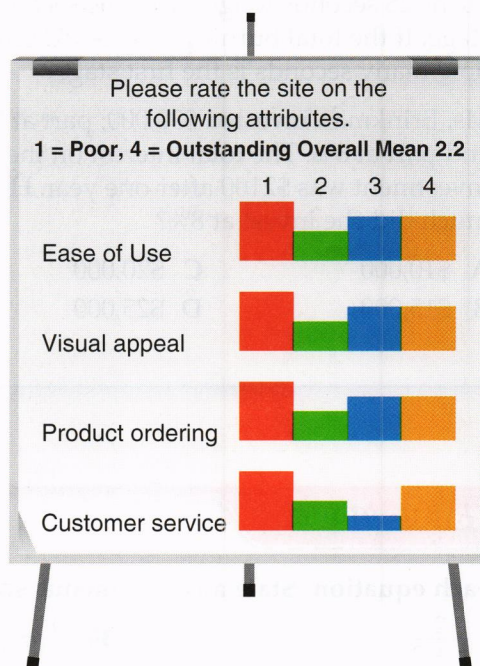 Please rate the site on the
following attributes.
1 = Poor, 4 = Outstanding Overall Mean 2.2
2 3 4
Ease of Use
Visual appeal
Product ordering
Customer service